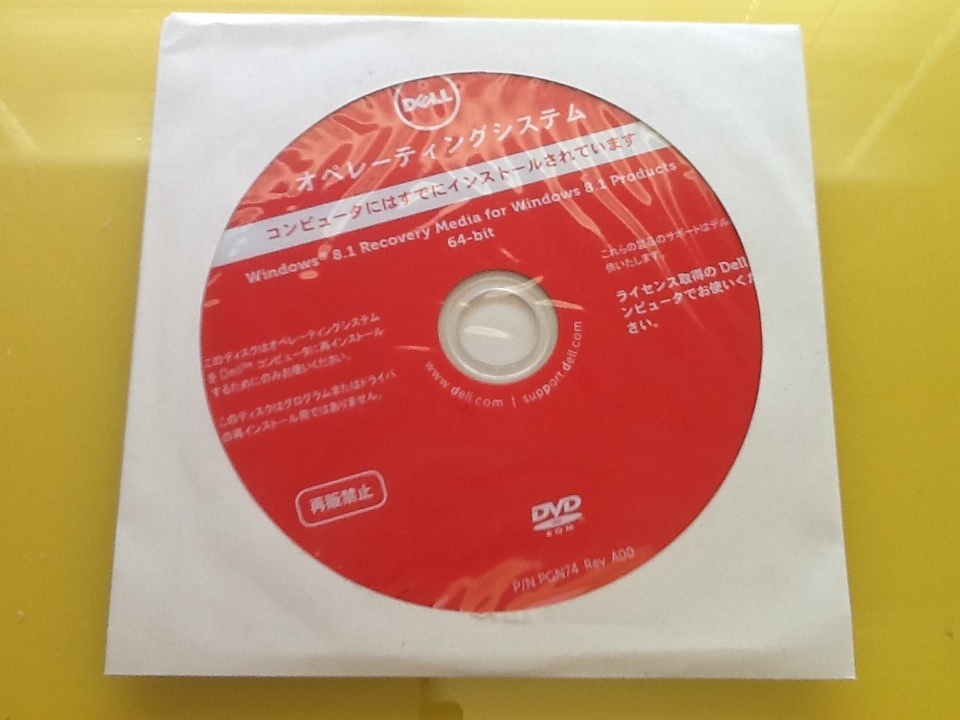 DELL
オペレーティングシステム
コンピュータにはすでにインストールされています
Windows® 8.1 Recovery Media for Windows 8.1 Products
64-bit
これらの製品のサポートはデル
供いたします。
ライセンス取得の Dell
ンピュータでお使いくだ
さい。
このディスクはオペレーティングシステム
を Dell™ コンピュータに再インストール
するためにのみお使いください。
このディスクはプログラムまたはドライバ
の再インストール用ではありません。
www.dell.com | support.dell.com
再販禁止
DVD
ROM
P/N PGN74 Rev A00